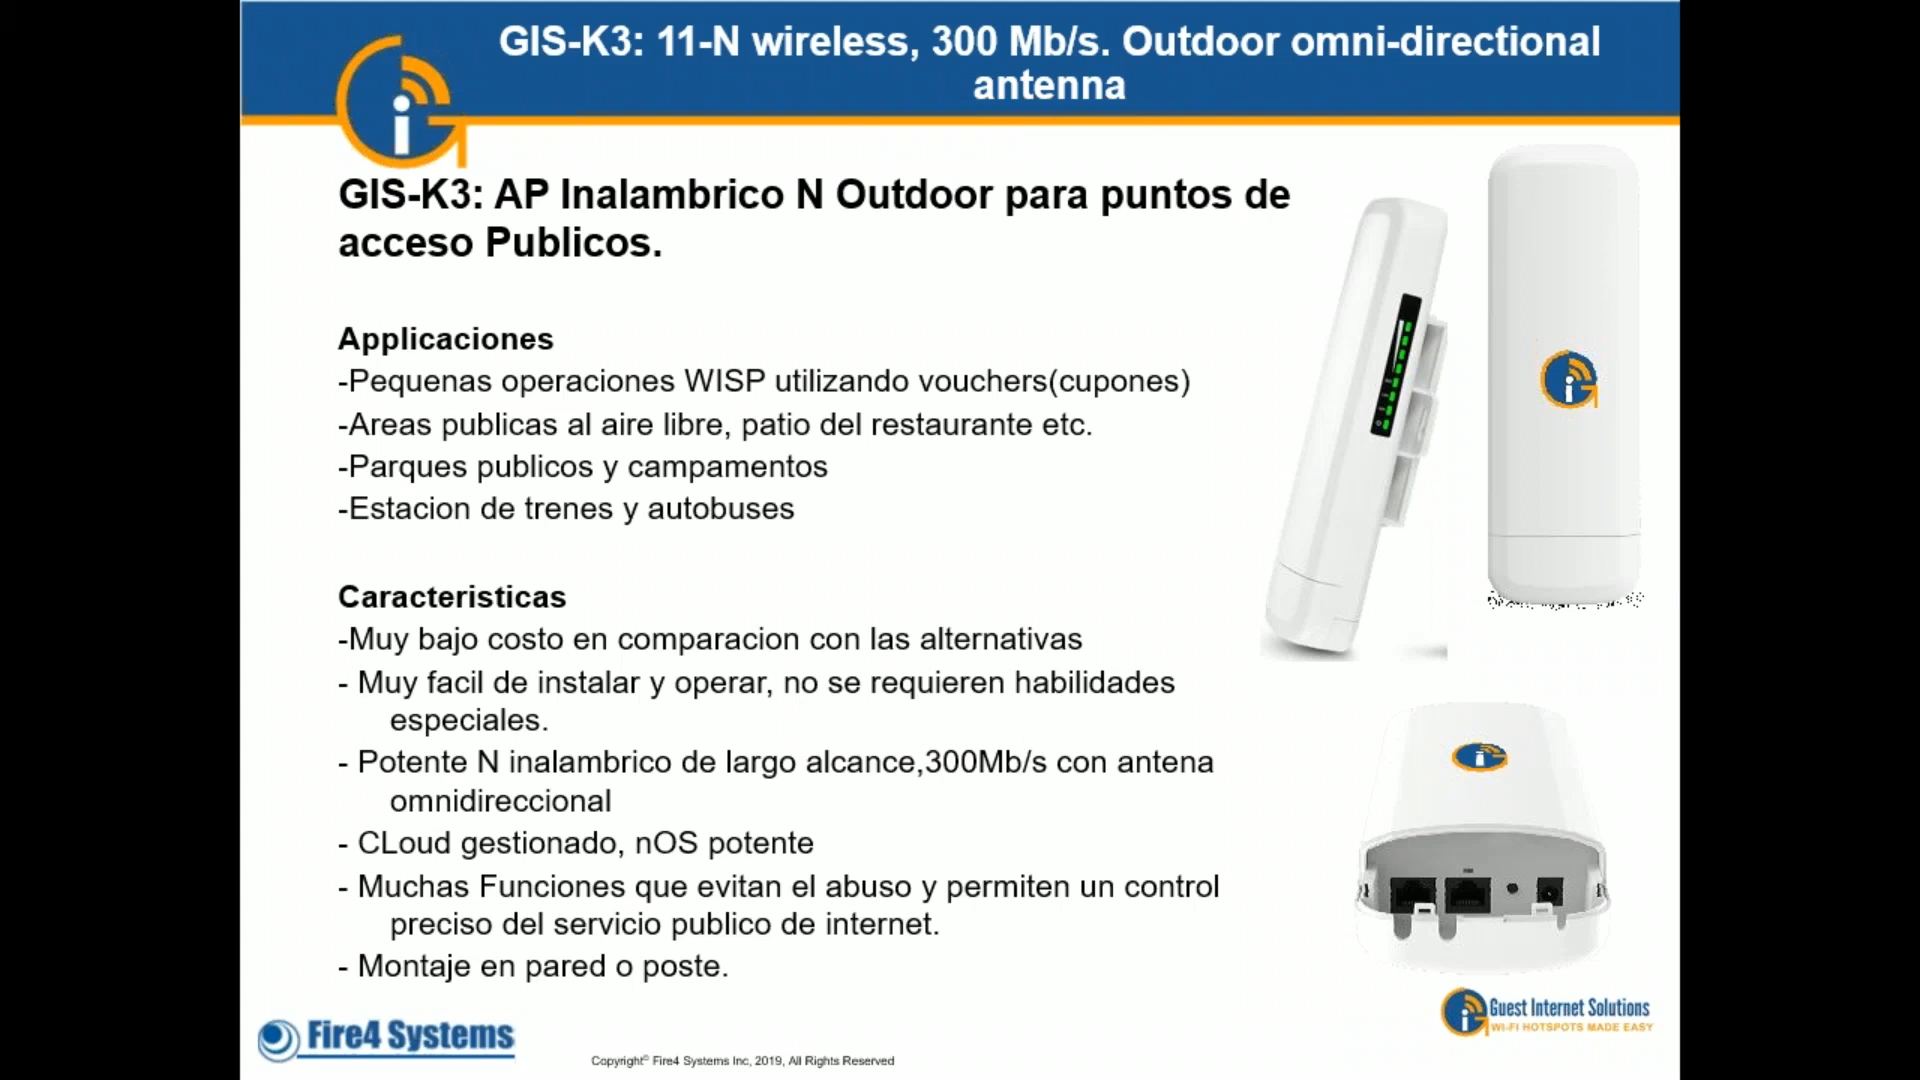 GIS-K3: 11-N wireless, 300 Mb/s. Outdoor omni-directional
antenna
GIS-K3: AP Inalambrico N Outdoor para puntos de
acceso Publicos.
Applicaciones
-Pequenas operaciones WISP utilizando vouchers(cupones)
-Areas publicas al aire libre, patio del restaurante etc.
-Parques publicos y campamentos
-Estacion de trenes y autobuses
Caracteristicas
-Muy bajo costo en comparacion con las alternativas
- Muy facil de instalar y operar, no se requieren habilidades
especiales.
- Potente N inalambrico de largo alcance,300Mb/s con antena
omnidireccional
- CLoud gestionado, nOS potente
- Muchas Funciones que evitan el abuso y permiten un control
preciso del servicio publico de internet.
- Montaje en pared o poste.
Fire4 Systems
Copyright© Fire4 Systems Inc, 2019, All Rights Reserved
Guest Internet Solutions
WI-FI HOTSPOTS MADE EASY